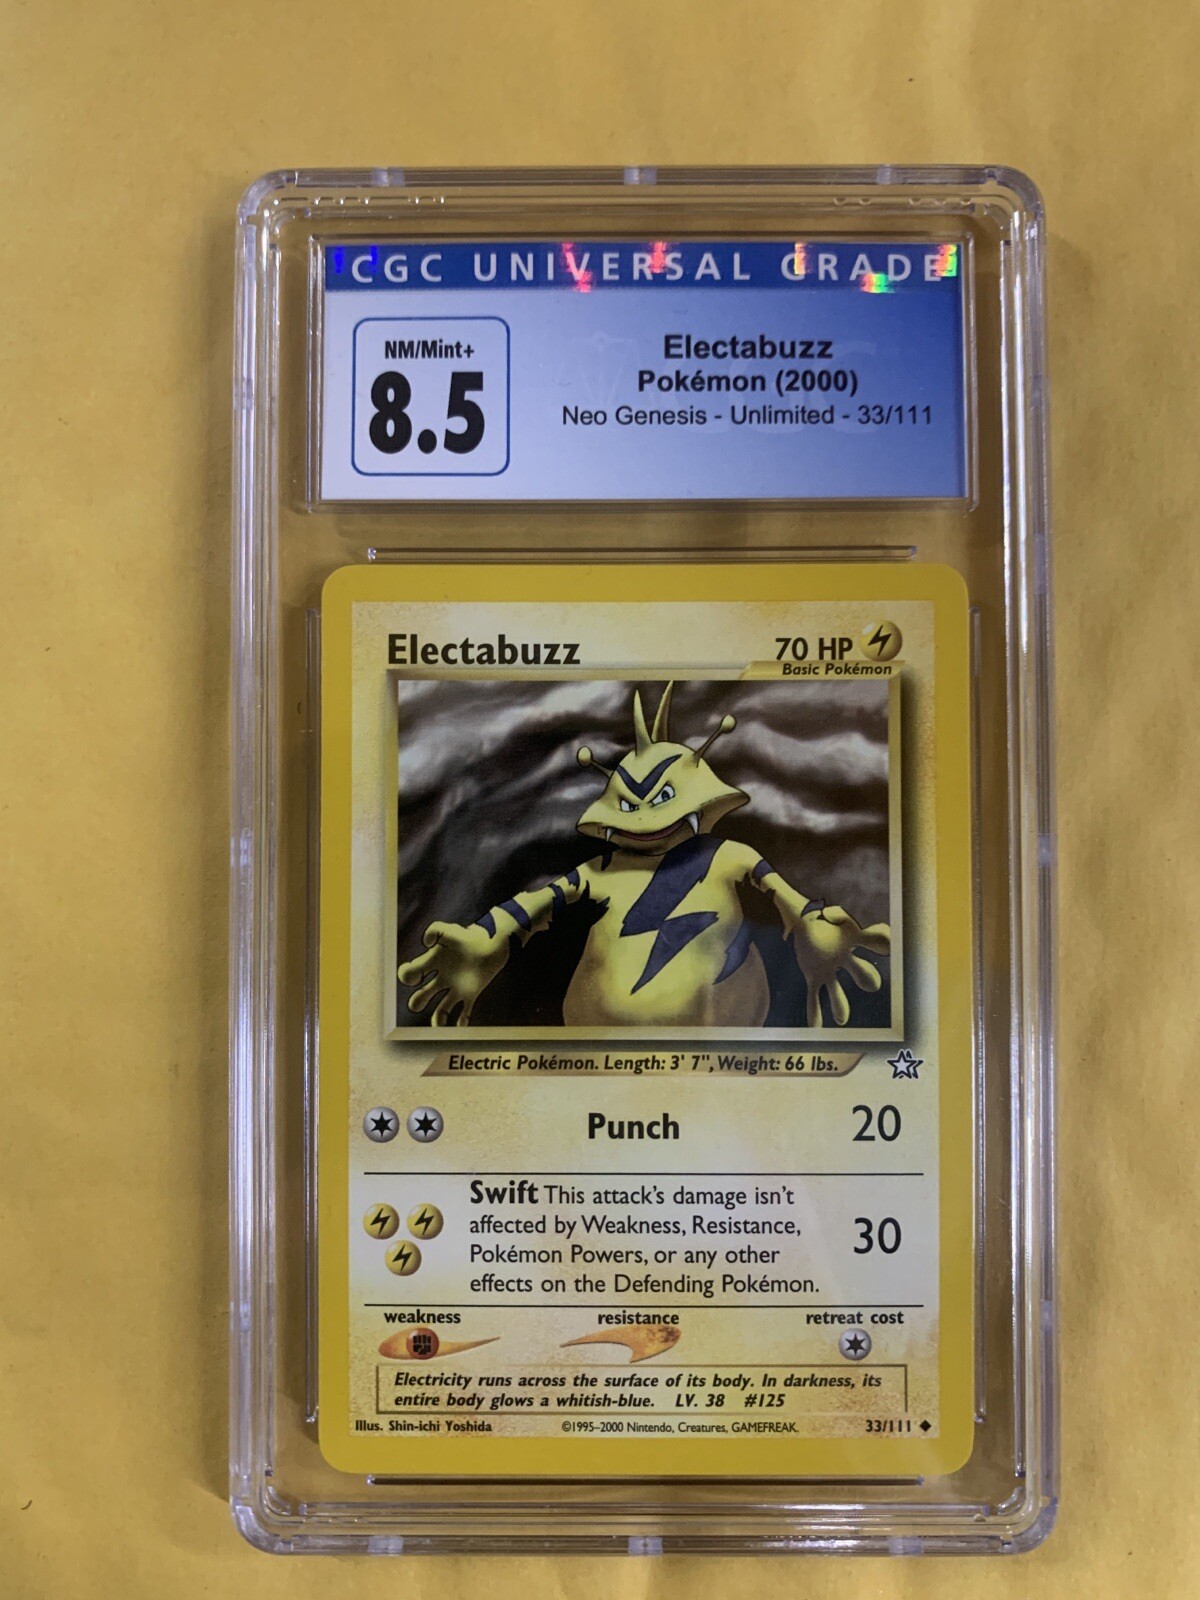 CGC UNIVERSAL GRADE
NM/Mint+
8.5
Electabuzz
Pokémon (2000)
Neo Genesis - Unlimited - 33/111
Electabuzz
70 HP
Basic Pokémon
Electric Pokémon. Length: 3' 7", Weight: 66 lbs.
Punch 20
Swift This attack's damage isn't
affected by Weakness, Resistance,
Pokémon Powers, or any other
effects on the Defending Pokémon.
30
weakness resistance retreat cost
Electricity runs across the surface of its body. In darkness, its
entire body glows a whitish-blue. LV. 38 #125
Illus. Shin-ichi Yoshida ©1995–2000 Nintendo, Creatures, GAMEFREAK. 33/111 ◆